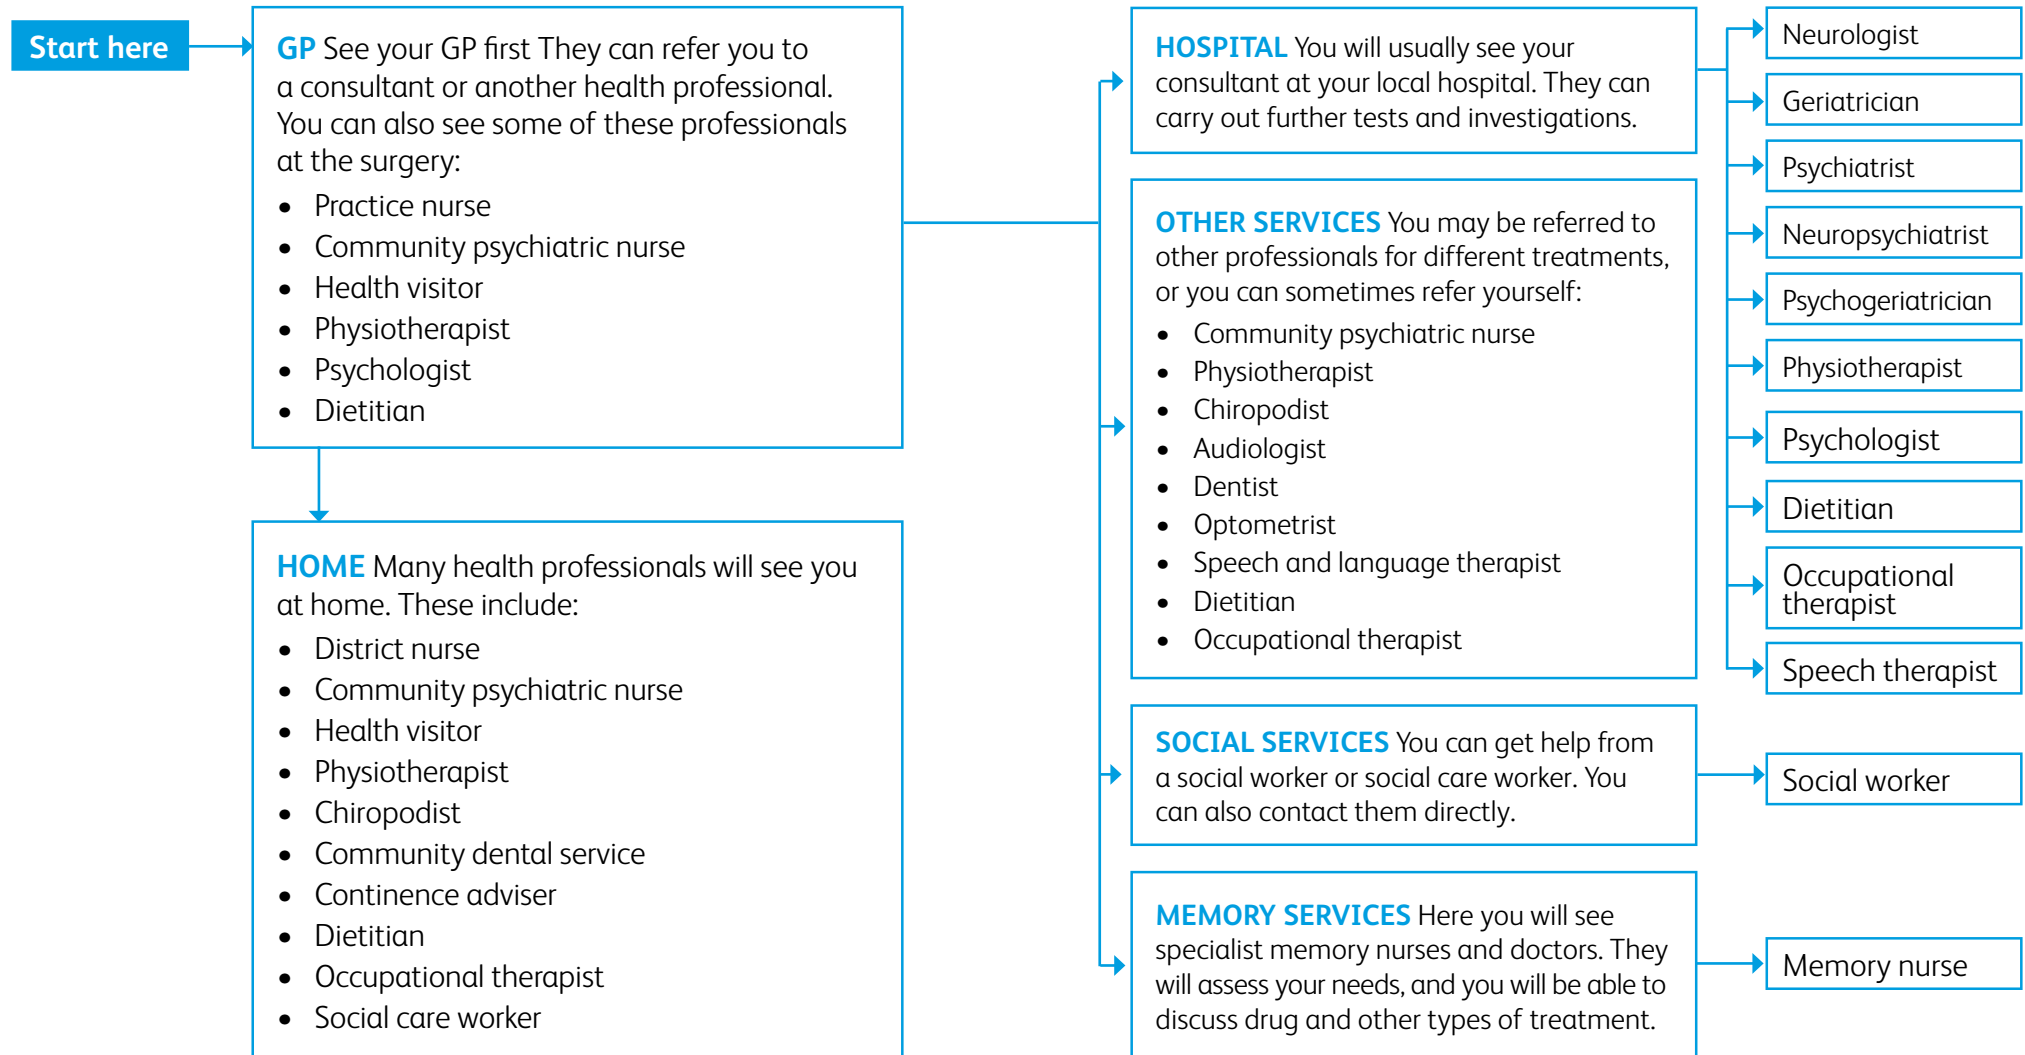 Start here
GP See your GP first They can refer you to
a consultant or another health professional.
You can also see some of these professionals
at the surgery:
• Practice nurse
• Community psychiatric nurse
• Health visitor
• Physiotherapist
• Psychologist
• Dietitian
HOME Many health professionals will see you
at home. These include:
• District nurse
• Community psychiatric nurse
• Health visitor
• Physiotherapist
• Chiropodist
• Community dental service
• Continence adviser
• Dietitian
• Occupational therapist
• Social care worker
HOSPITAL You will usually see your
consultant at your local hospital. They can
carry out further tests and investigations.
OTHER SERVICES You may be referred to
other professionals for different treatments,
or you can sometimes refer yourself:
• Community psychiatric nurse
• Physiotherapist
• Chiropodist
• Audiologist
• Dentist
• Optometrist
• Speech and language therapist
• Dietitian
• Occupational therapist
SOCIAL SERVICES You can get help from
a social worker or social care worker. You
can also contact them directly.
MEMORY SERVICES Here you will see
specialist memory nurses and doctors. They
will assess your needs, and you will be able to
discuss drug and other types of treatment.
Neurologist
Geriatrician
Psychiatrist
Neuropsychiatrist
Psychogeriatrician
Physiotherapist
Psychologist
Dietitian
Occupational
therapist
Speech therapist
Social worker
Memory nurse